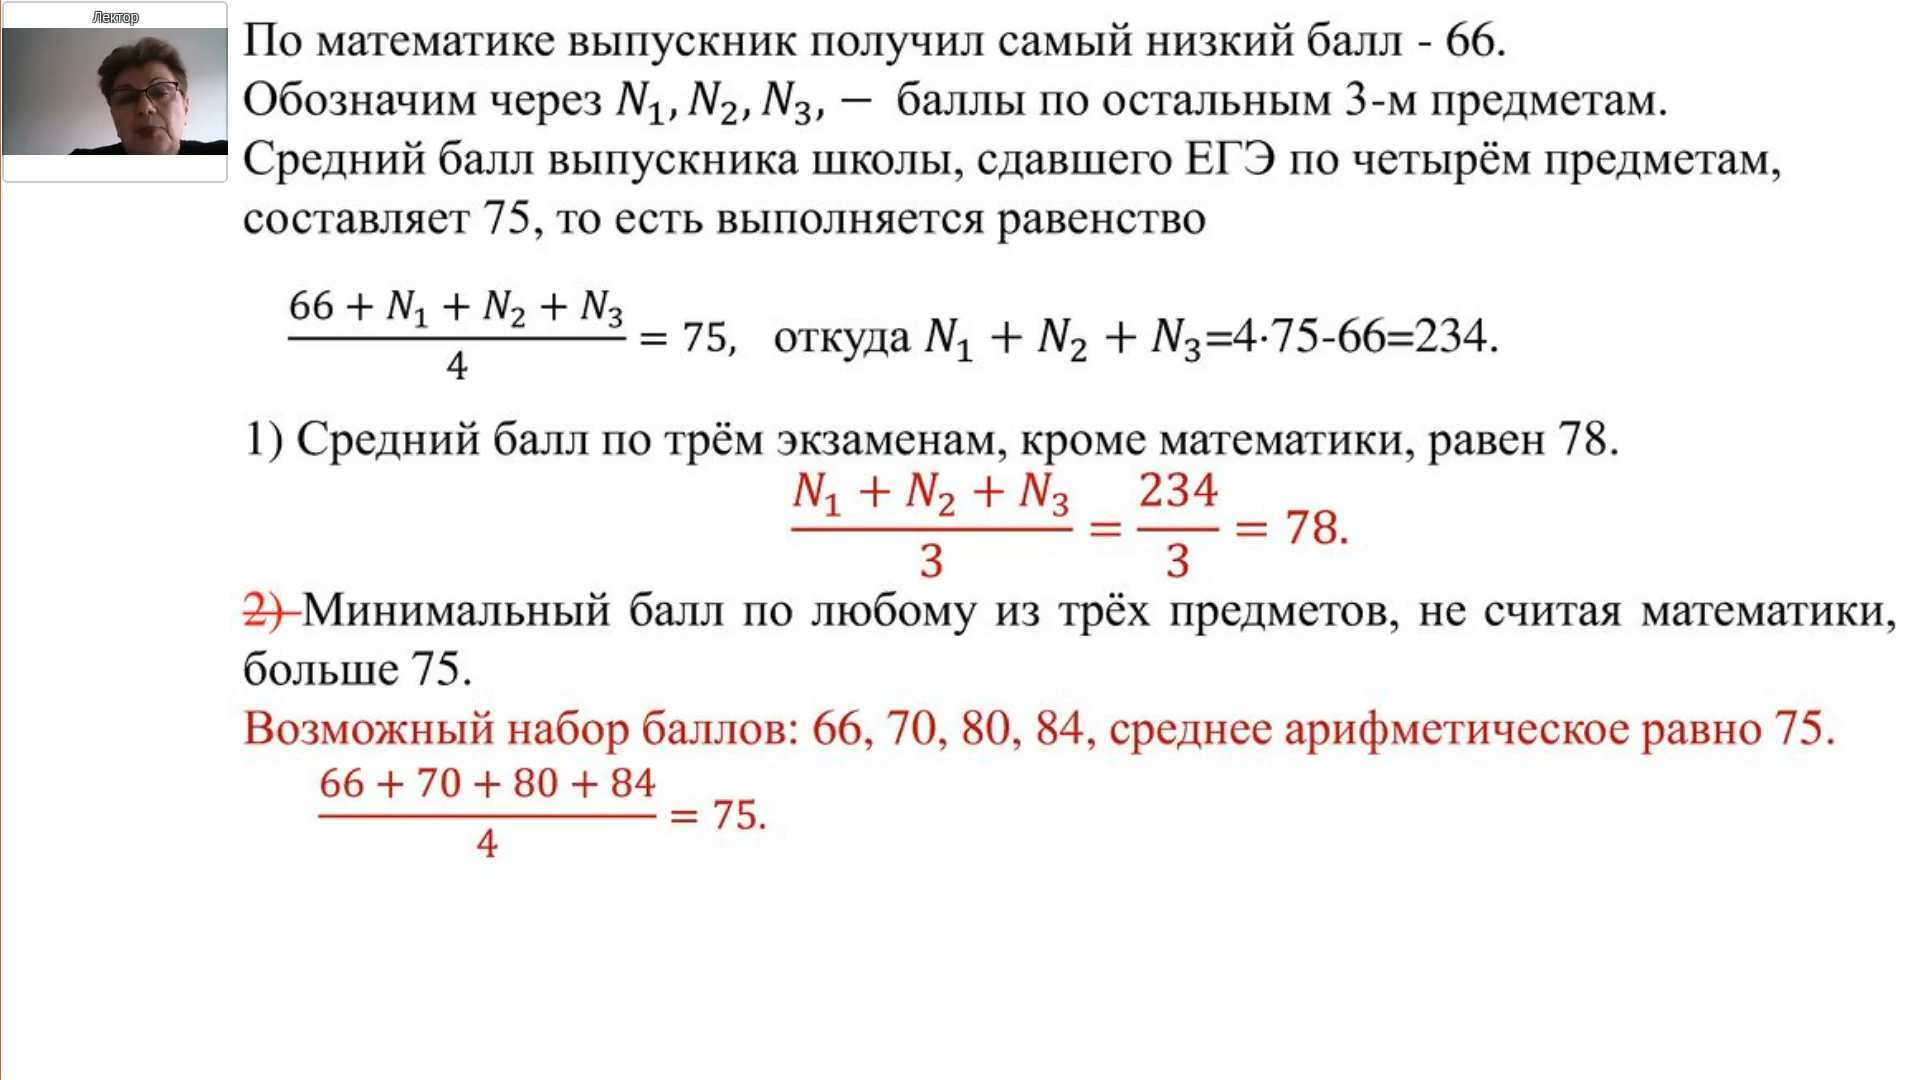 Лектор
По математике выпускник получил самый низкий балл - 66.
Обозначим через N₁, N₂, N₃, − баллы по остальным 3-м предметам.
Средний балл выпускника школы, сдавшего ЕГЭ по четырём предметам,
составляет 75, то есть выполняется равенство
66 + N₁ + N₂ + N₃
4
= 75, откуда N₁ + N₂ + N₃=4·75-66=234.
1) Средний балл по трём экзаменам, кроме математики, равен 78.
N₁ + N₂ + N₃
3
=
234
3
= 78.
2) Минимальный балл по любому из трёх предметов, не считая математики,
больше 75.
Возможный набор баллов: 66, 70, 80, 84, среднее арифметическое равно 75.
66 + 70 + 80 + 84
4
= 75.